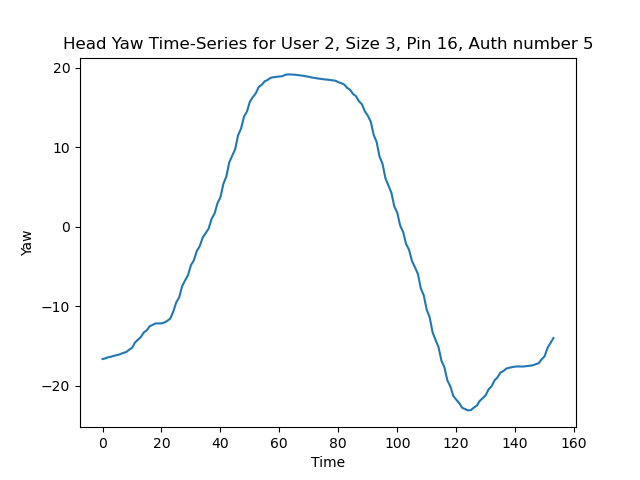 Head Yaw Time-Series for User 2, Size 3, Pin 16, Auth number 5
20
10
0
−10
−20
Yaw
0 20 40 60 80 100 120 140 160
Time